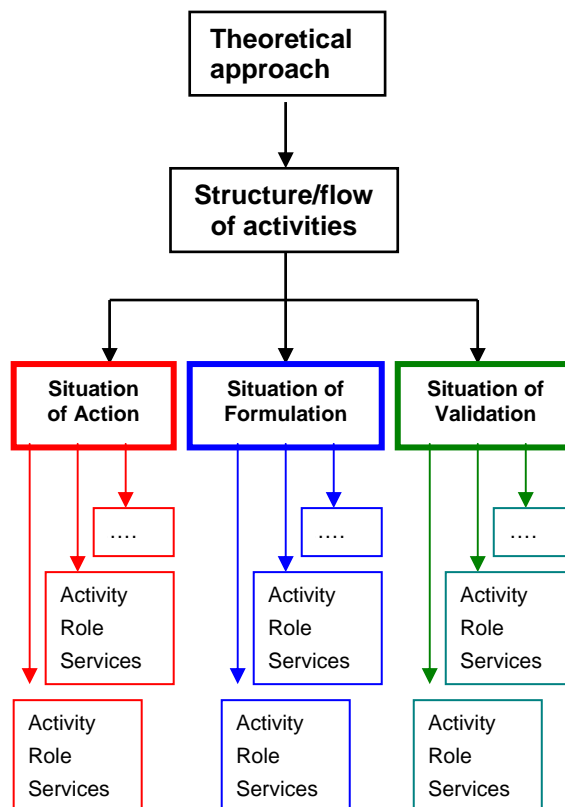 Theoretical
approach
Structure/flow
of activities
Situation
of Action
Situation of
Formulation
Situation of
Validation
....
....
....
Activity
Role
Services
Activity
Role
Services
Activity
Role
Services
Activity
Role
Services
Activity
Role
Services
Activity
Role
Services